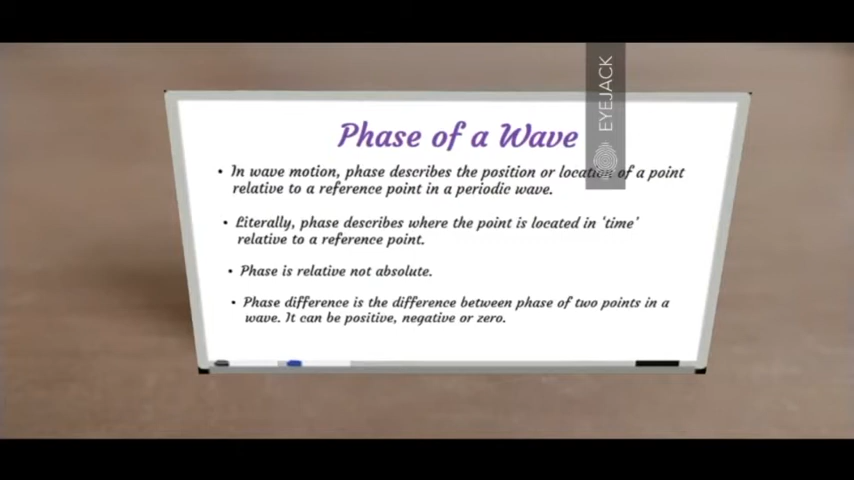 Phase of a Wave
EYEJACK
• In wave motion, phase describes the position or location of a point
relative to a reference point in a periodic wave.
• Literally, phase describes where the point is located in 'time'
relative to a reference point.
• Phase is relative not absolute.
• Phase difference is the difference between phase of two points in a
wave. It can be positive, negative or zero.